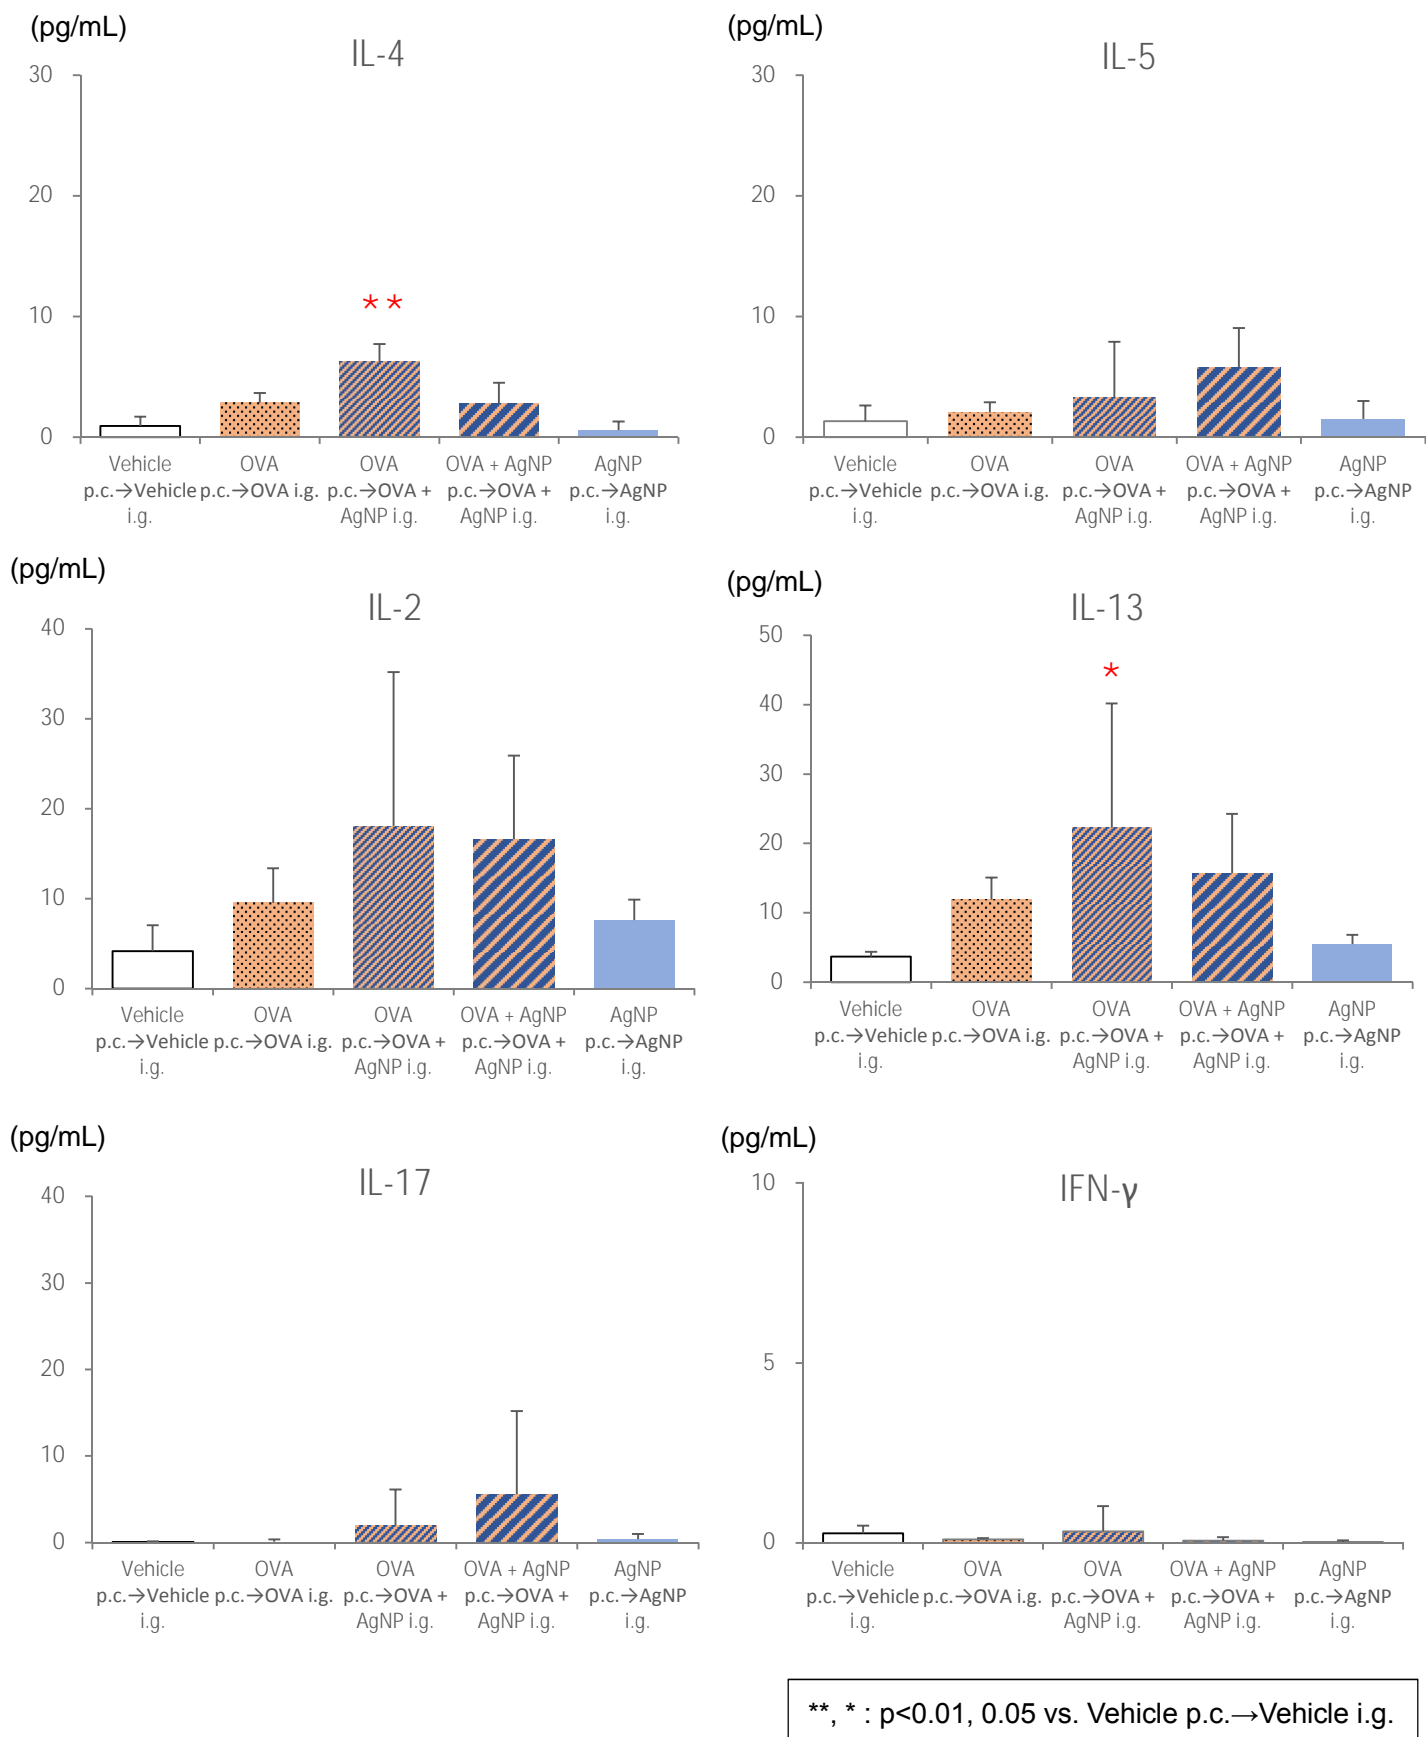 (pg/mL)
IL-4
30
20
10
0
**
Vehicle
p.c.→Vehicle
i.g.
OVA
p.c.→OVA i.g.
OVA
p.c.→OVA +
AgNP i.g.
OVA + AgNP
p.c.→OVA +
AgNP i.g.
AgNP
p.c.→AgNP
i.g.
(pg/mL)
IL-5
30
20
10
0
Vehicle
p.c.→Vehicle
i.g.
OVA
p.c.→OVA i.g.
OVA
p.c.→OVA +
AgNP i.g.
OVA + AgNP
p.c.→OVA +
AgNP i.g.
AgNP
p.c.→AgNP
i.g.
(pg/mL)
IL-2
40
30
20
10
0
Vehicle
p.c.→Vehicle
i.g.
OVA
p.c.→OVA i.g.
OVA
p.c.→OVA +
AgNP i.g.
OVA + AgNP
p.c.→OVA +
AgNP i.g.
AgNP
p.c.→AgNP
i.g.
(pg/mL)
IL-13
50
40
30
20
10
0
*
Vehicle
p.c.→Vehicle
i.g.
OVA
p.c.→OVA i.g.
OVA
p.c.→OVA +
AgNP i.g.
OVA + AgNP
p.c.→OVA +
AgNP i.g.
AgNP
p.c.→AgNP
i.g.
(pg/mL)
IL-17
40
30
20
10
0
Vehicle
p.c.→Vehicle
i.g.
OVA
p.c.→OVA i.g.
OVA
p.c.→OVA +
AgNP i.g.
OVA + AgNP
p.c.→OVA +
AgNP i.g.
AgNP
p.c.→AgNP
i.g.
(pg/mL)
IFN-γ
10
5
0
Vehicle
p.c.→Vehicle
i.g.
OVA
p.c.→OVA i.g.
OVA
p.c.→OVA +
AgNP i.g.
OVA + AgNP
p.c.→OVA +
AgNP i.g.
AgNP
p.c.→AgNP
i.g.
**, * : p<0.01, 0.05 vs. Vehicle p.c.→Vehicle i.g.